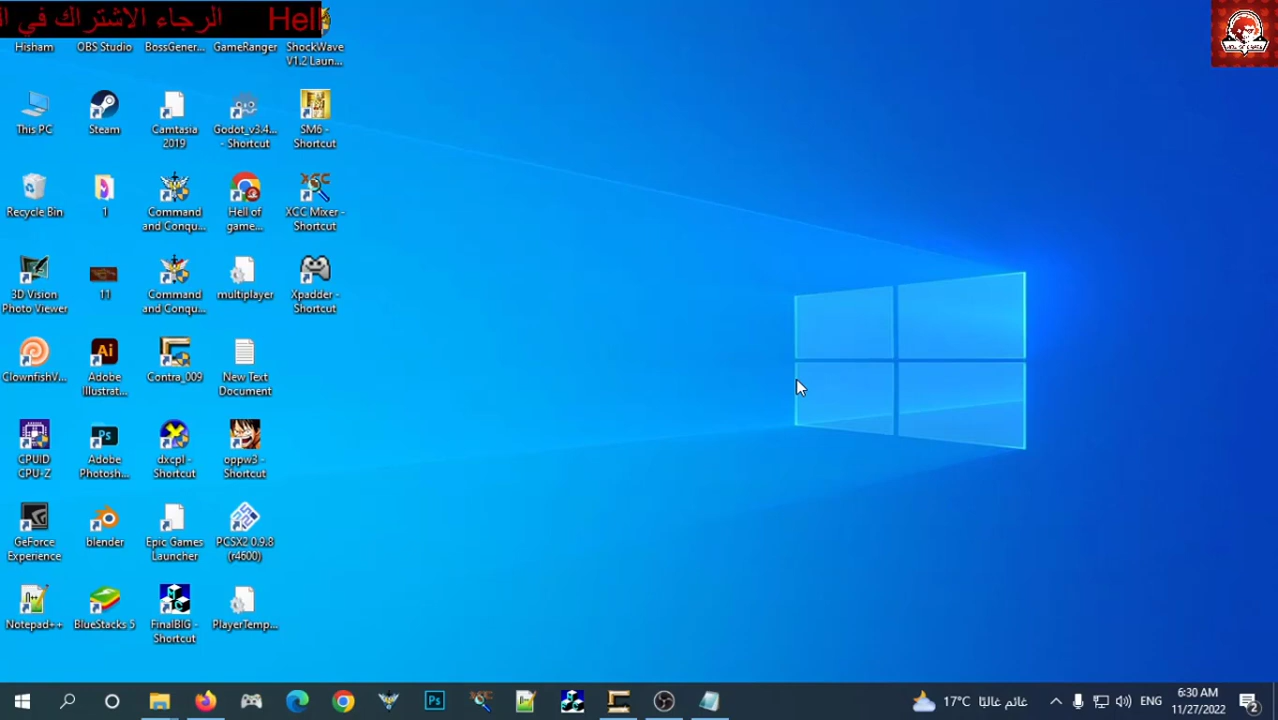 الرجاء الاشتراك في ا Hell
Hisham
OBS Studio
BossGener...
GameRanger
ShockWave
V1.2 Laun...
This PC
Steam
Camtasia
2019
Godot_v3.4...
- Shortcut
SM6 -
Shortcut
Recycle Bin
1
Command
and Conqu...
Hell of
game...
XCC Mixer -
Shortcut
3D Vision
Photo Viewer
11
Command
and Conqu...
multiplayer
Xpadder -
Shortcut
ClownfishV...
Adobe
Illustrat...
Contra_009
New Text
Document
CPUID
CPU-Z
Adobe
Photosh...
dxcpl -
Shortcut
oppw3 -
Shortcut
GeForce
Experience
blender
Epic Games
Launcher
PCSX2 0.9.8
(r4600)
Notepad++
BlueStacks 5
FinalBIG -
Shortcut
PlayerTemp...
17°C غائم غالبًا
ENG
6:30 AM
11/27/2022
2